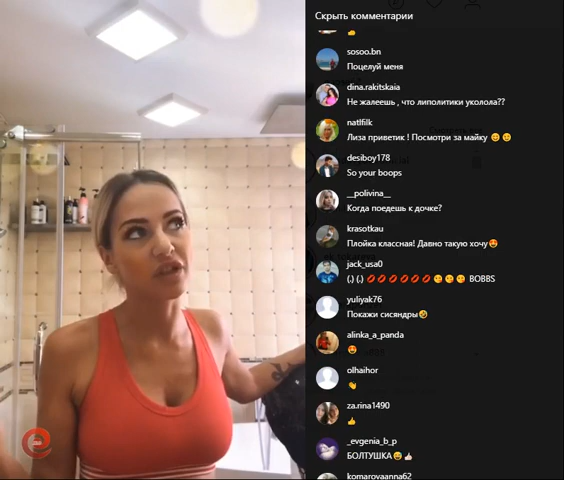 Скрыть комментарии
sosoo.bn
Поцелуй меня
dina.rakitskaia
Не жалеешь , что липолитики уколола??
natlfilk
Лиза приветик ! Посмотри за майку 😊 😉
desiboy178
So your boops
__polivina__
Когда поедешь к дочке?
krasotkau
Плойка классная! Давно такую хочу😍
jack_usa0
(.) (.) 💋 💋 💋 💋 💋 💋 😘 😘 😘 BOBBS
yuliyak76
Покажи сисяндры🤣
alinka_a_panda
😍
olhaihor
👏
za.rina1490
👍
_evgenia_b_p
БОЛТУШКА😅👍🏻
komarovaanna62